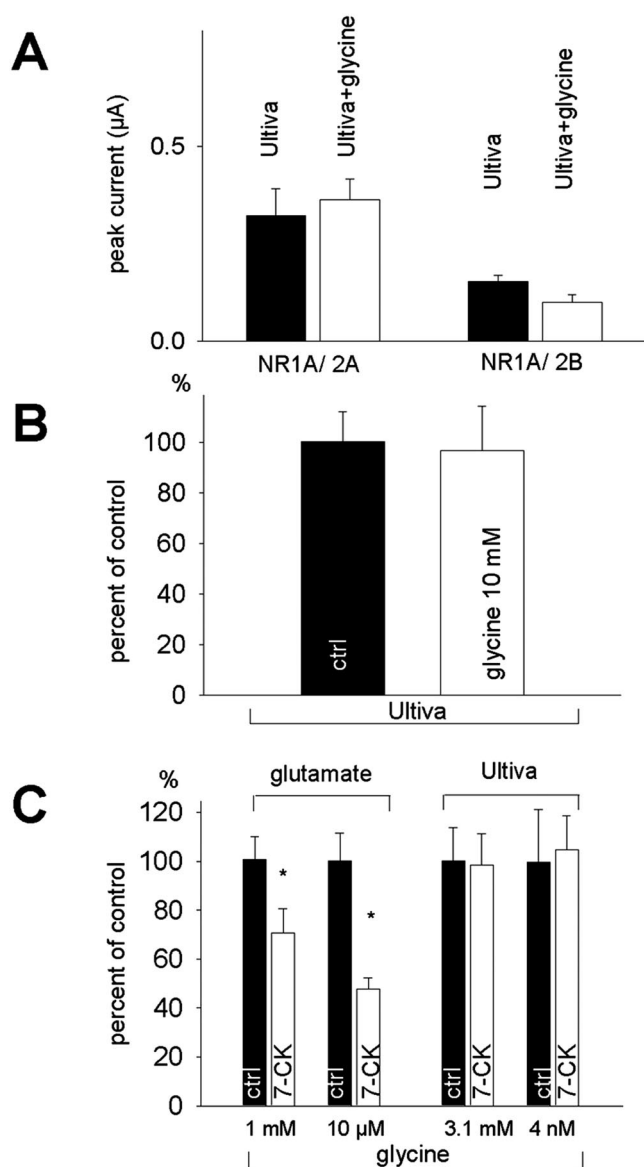 A
peak current (µA)
0.5
0.0
Ultiva
Ultiva+glycine
Ultiva
Ultiva+glycine
NR1A/ 2A
NR1A/ 2B
B
%
percent of control
100
80
60
40
20
0
ctrl
glycine 10 mM
Ultiva
C
%
percent of control
120
100
80
60
40
20
0
glutamate
Ultiva
*
*
ctrl
7-CK
ctrl
7-CK
ctrl
7-CK
ctrl
7-CK
1 mM
10 µM
3.1 mM
4 nM
glycine